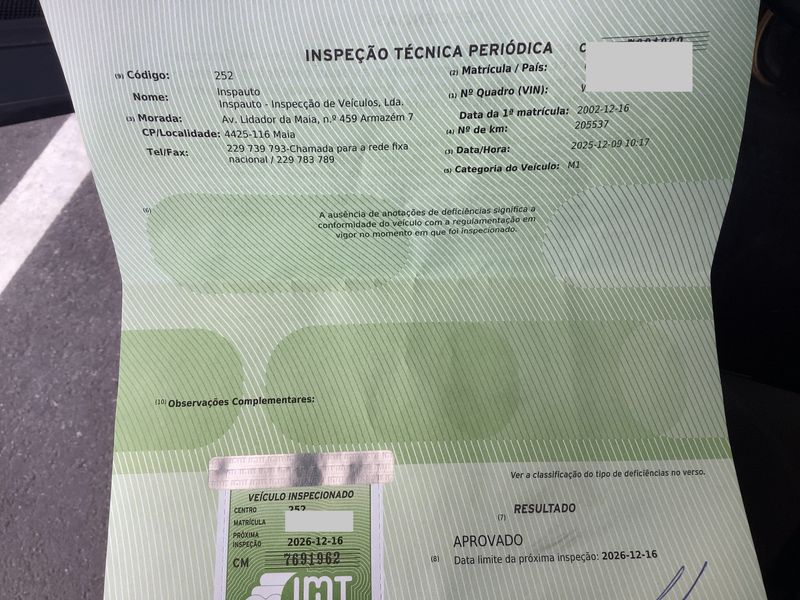 INSPEÇÃO TÉCNICA PERIÓDICA
(9) Código: 252
Nome: Inspauto
Inspauto - Inspecção de Veículos, Lda.
(3) Morada: Av. Lidador da Maia, n.º 459 Armazém 7
CP/Localidade: 4425-116 Maia
Tel/Fax: 229 739 793-Chamada para a rede fixa
nacional / 229 783 789
(2) Matrícula / País:
(1) Nº Quadro (VIN):
Data da 1ª matrícula: 2002-12-16
(4) Nº de km: 205537
(3) Data/Hora: 2025-12-09 10:17
(5) Categoria do Veículo: M1
(6)
A ausência de anotações de deficiências significa a
conformidade do veículo com a regulamentação em
vigor no momento em que foi inspecionado.
(10) Observações Complementares:
Ver a classificação do tipo de deficiências no verso.
(7) RESULTADO
APROVADO
(8) Data limite da próxima inspeção: 2026-12-16
VEÍCULO INSPECIONADO
CENTRO 252
MATRÍCULA
PRÓXIMA
INSPEÇÃO 2026-12-16
CM 7691962
IMT